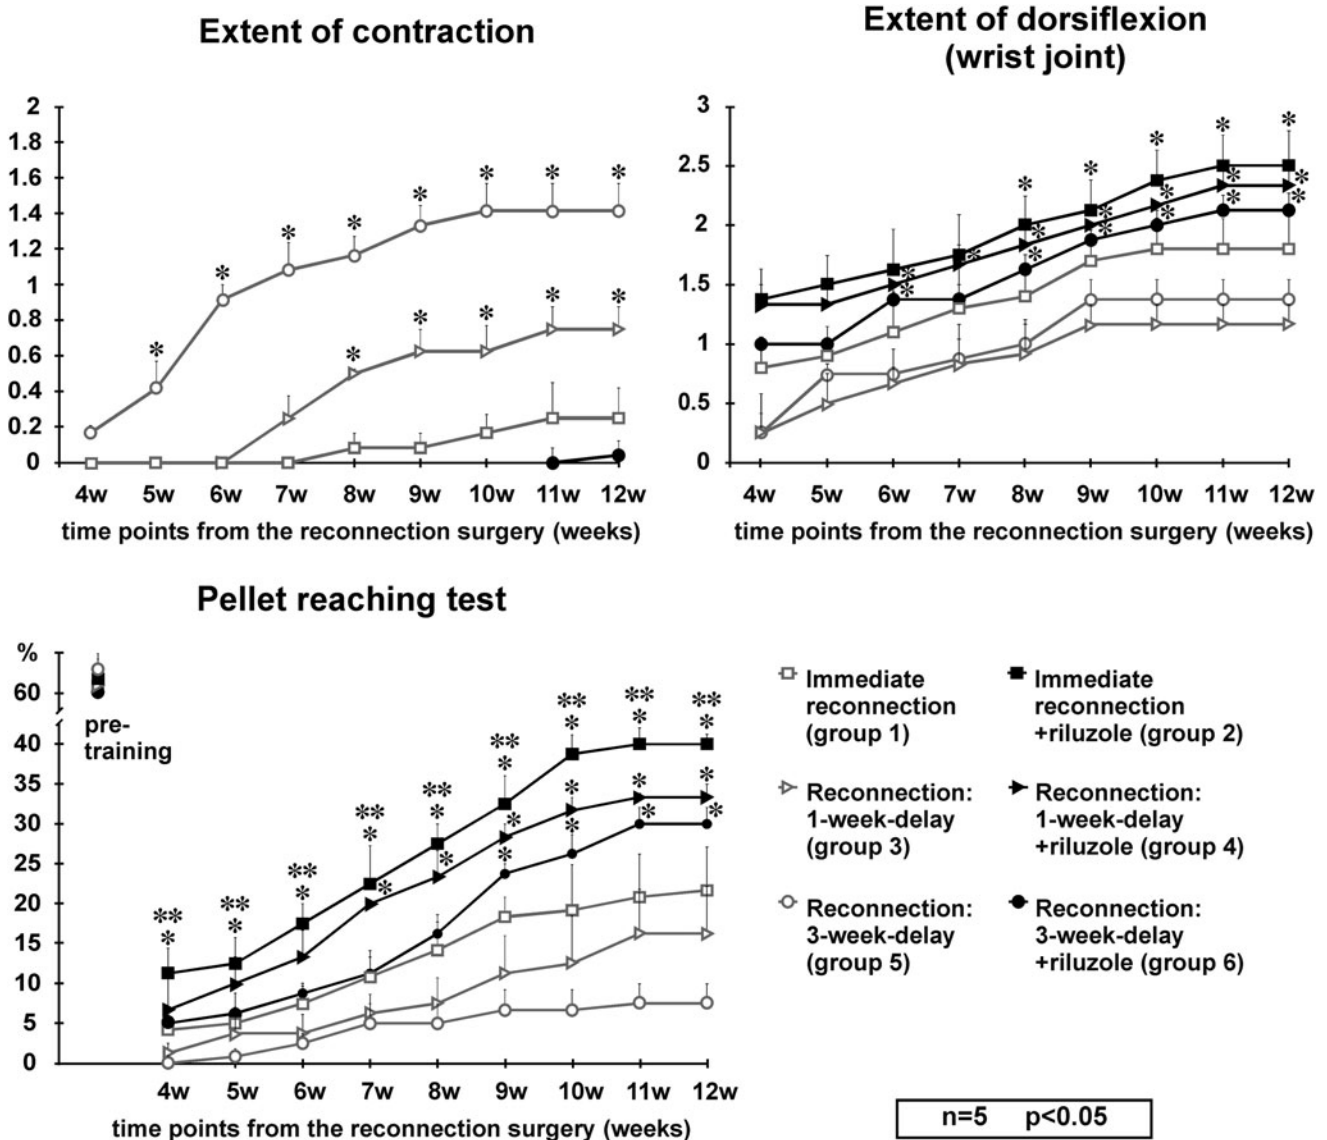 Extent of contraction
2
1.8
1.6
1.4
1.2
1
0.8
0.6
0.4
0.2
0
4w 5w 6w 7w 8w 9w 10w 11w 12w
time points from the reconnection surgery (weeks)
Extent of dorsiflexion
(wrist joint)
3
2.5
2
1.5
1
0.5
0
4w 5w 6w 7w 8w 9w 10w 11w 12w
time points from the reconnection surgery (weeks)
Pellet reaching test
%
60
pre-
training
40
35
30
25
20
15
10
5
0
4w 5w 6w 7w 8w 9w 10w 11w 12w
time points from the reconnection surgery (weeks)
Immediate
reconnection
(group 1)
Immediate
reconnection
+riluzole (group 2)
Reconnection:
1-week-delay
(group 3)
Reconnection:
1-week-delay
+riluzole (group 4)
Reconnection:
3-week-delay
(group 5)
Reconnection:
3-week-delay
+riluzole (group 6)
n=5 p<0.05